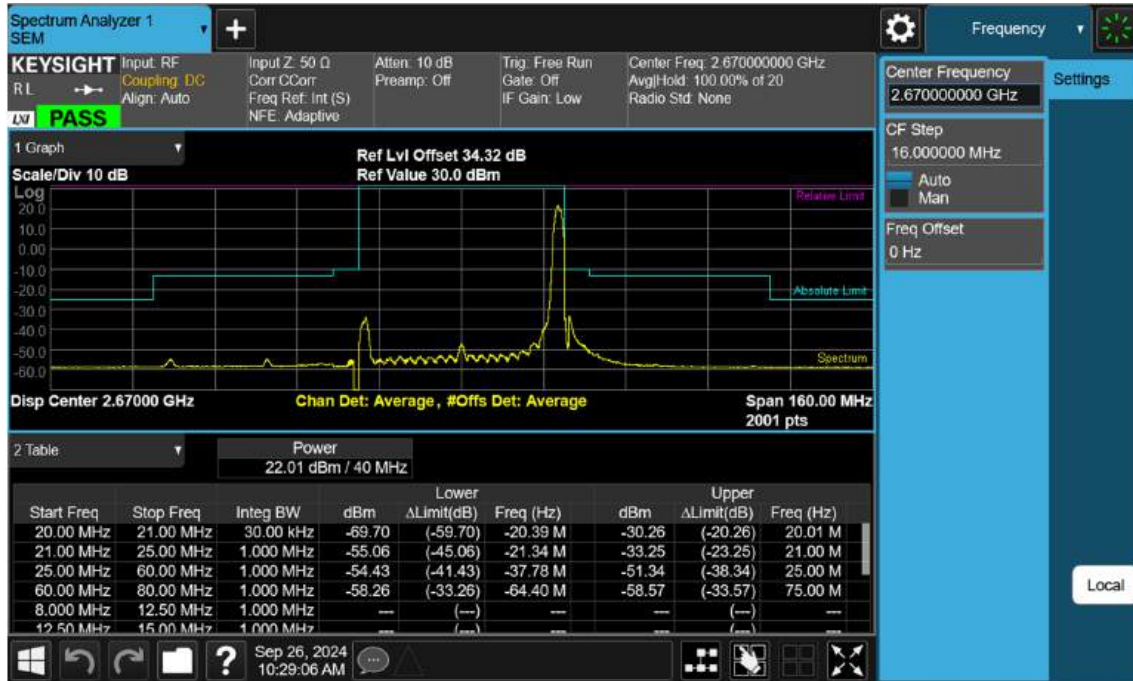 Spectrum Analyzer 1
SEM
+
Frequency
KEYSIGHT
R L
LXI
PASS
Input: RF
Coupling: DC
Align: Auto
Input Z: 50 Ω
Corr CCorr
Freq Ref: Int (S)
NFE: Adaptive
Atten: 10 dB
Preamp: Off
Trig: Free Run
Gate: Off
IF Gain: Low
Center Freq: 2.670000000 GHz
Avg|Hold: 100.00% of 20
Radio Std: None
Center Frequency
2.670000000 GHz
Settings
CF Step
16.000000 MHz
Auto
Man
Freq Offset
0 Hz
Local
1 Graph
Scale/Div 10 dB
Ref Lvl Offset 34.32 dB
Ref Value 30.0 dBm
Log
20.0
10.0
0.00
-10.0
-20.0
-30.0
-40.0
-50.0
-60.0
Relative Limit
Absolute Limit
Spectrum
Disp Center 2.67000 GHz
Chan Det: Average, #Offs Det: Average
Span 160.00 MHz
2001 pts
2 Table
Power
22.01 dBm / 40 MHz
Lower Upper
Start Freq Stop Freq Integ BW dBm ΔLimit(dB) Freq (Hz) dBm ΔLimit(dB) Freq (Hz)
20.00 MHz 21.00 MHz 30.00 kHz -69.70 (-59.70) -20.39 M -30.26 (-20.26) 20.01 M
21.00 MHz 25.00 MHz 1.000 MHz -55.06 (-45.06) -21.34 M -33.25 (-23.25) 21.00 M
25.00 MHz 60.00 MHz 1.000 MHz -54.43 (-41.43) -37.78 M -51.34 (-38.34) 25.00 M
60.00 MHz 80.00 MHz 1.000 MHz -58.26 (-33.26) -64.40 M -58.57 (-33.57) 75.00 M
8.000 MHz 12.50 MHz 1.000 MHz --- (---) --- (---)
12.50 MHz 15.00 MHz 1.000 MHz --- (---) --- (---)
?
Sep 26, 2024
10:29:06 AM